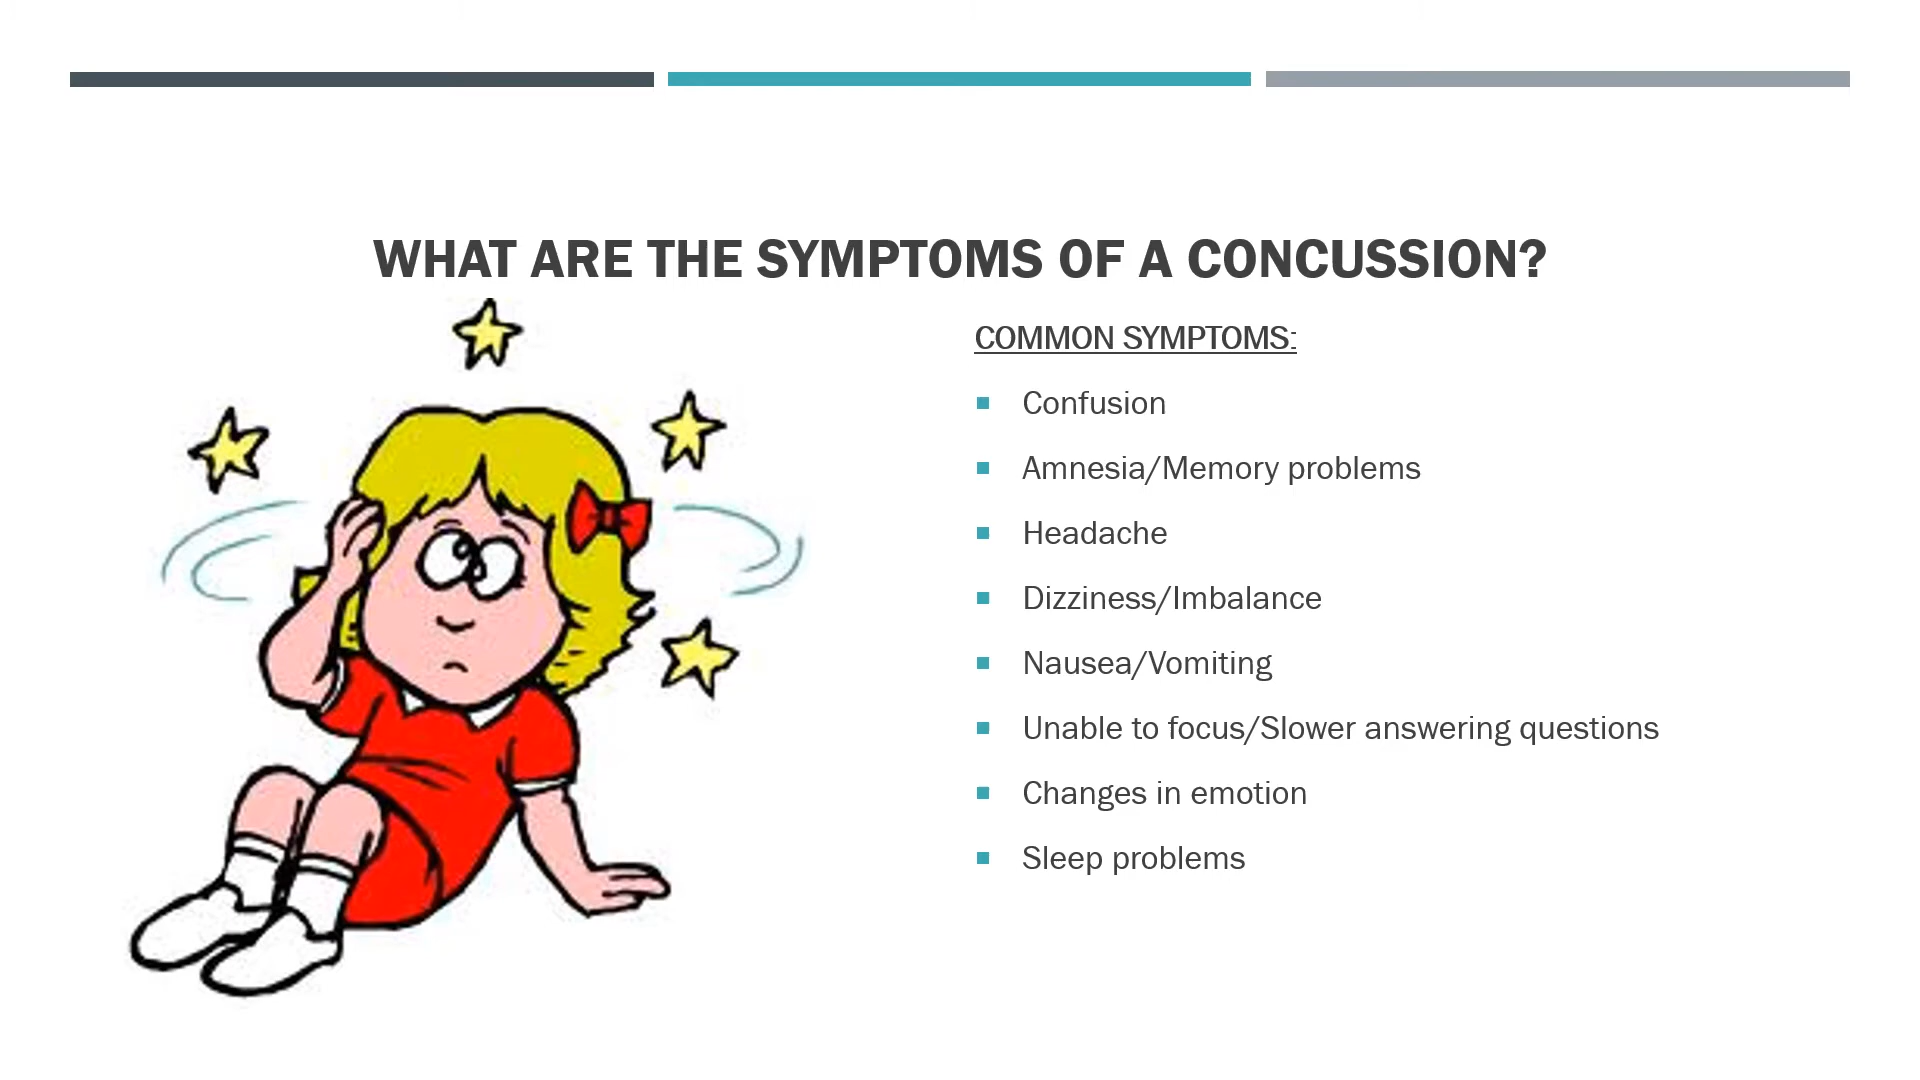 WHAT ARE THE SYMPTOMS OF A CONCUSSION?
COMMON SYMPTOMS:
Confusion
Amnesia/Memory problems
Headache
Dizziness/Imbalance
Nausea/Vomiting
Unable to focus/Slower answering questions
Changes in emotion
Sleep problems